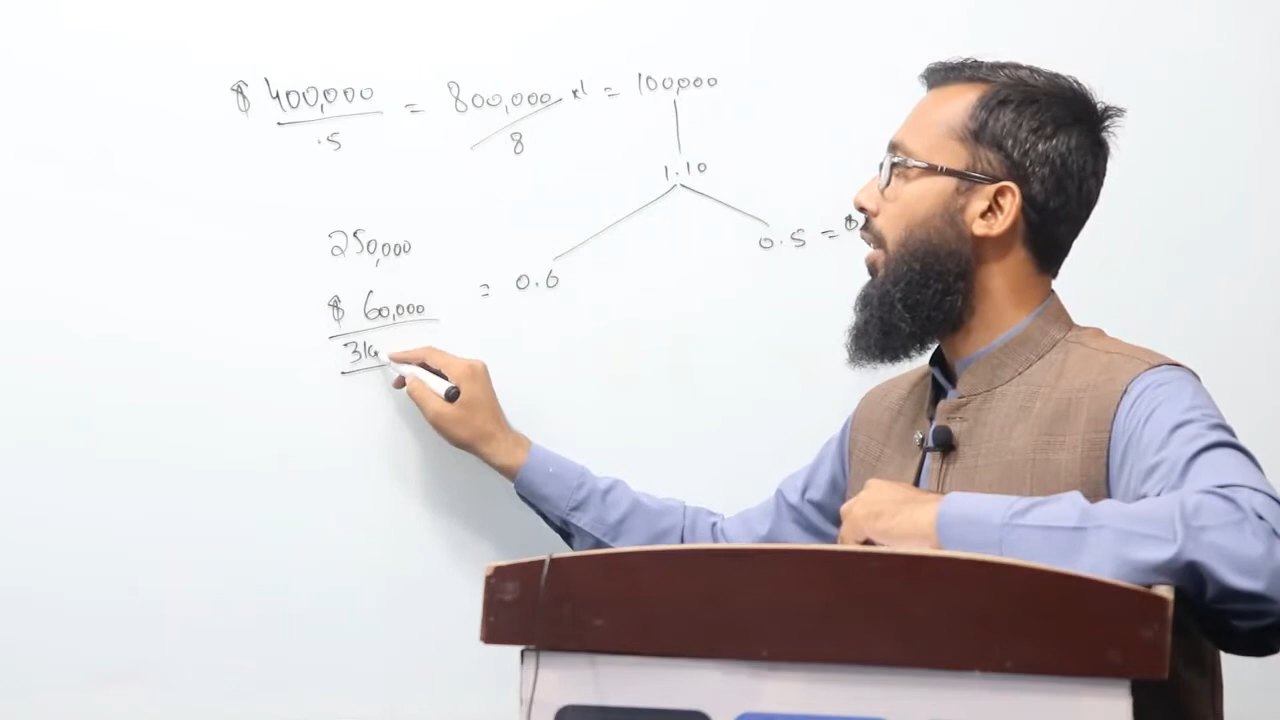 $ 400,000 / .5 = 800,000 / 8 x1 = 100,000
1.10
0.5 = $
250,000
= 0.6
$ 60,000
31